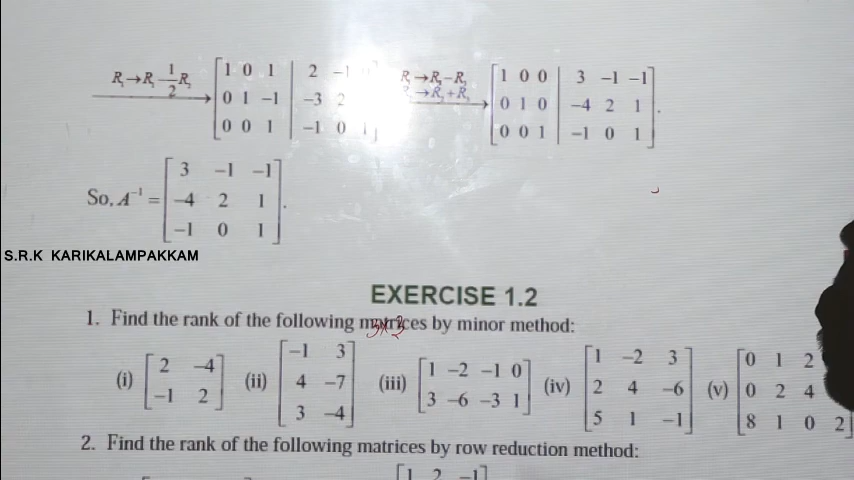 R₁→R₁-1/2R₂ [1 0 1 | 2 -1
0 1 -1 | -3 2
0 0 1 | -1 0 1] R₁→R₁-R₃
→R₂+R₃ [1 0 0 | 3 -1 -1
0 1 0 | -4 2 1
0 0 1 | -1 0 1].
So, A⁻¹ = [3 -1 -1
-4 2 1
-1 0 1].
S.R.K KARIKALAMPAKKAM
EXERCISE 1.2
1. Find the rank of the following matrices by minor method:
(i) [2 -4
-1 2] (ii) [-1 3
4 -7
3 -4] (iii) [1 -2 -1 0
3 -6 -3 1] (iv) [1 -2 3
2 4 -6
5 1 -1] (v) [0 1 2
0 2 4
8 1 0 2]
2. Find the rank of the following matrices by row reduction method:
[1 2 -1]